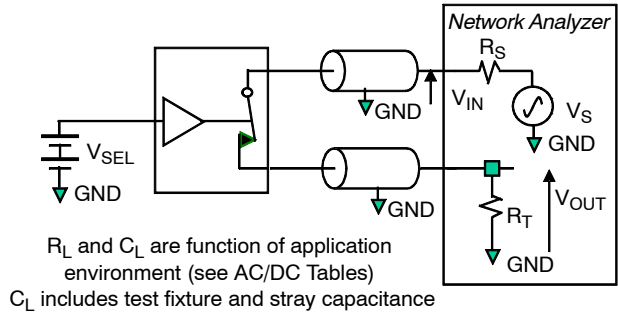 Network Analyzer
R_S
GND
V_IN
V_S
GND
V_SEL
GND
GND
V_OUT
R_T
GND
R_L and C_L are function of application
environment (see AC/DC Tables)
C_L includes test fixture and stray capacitance